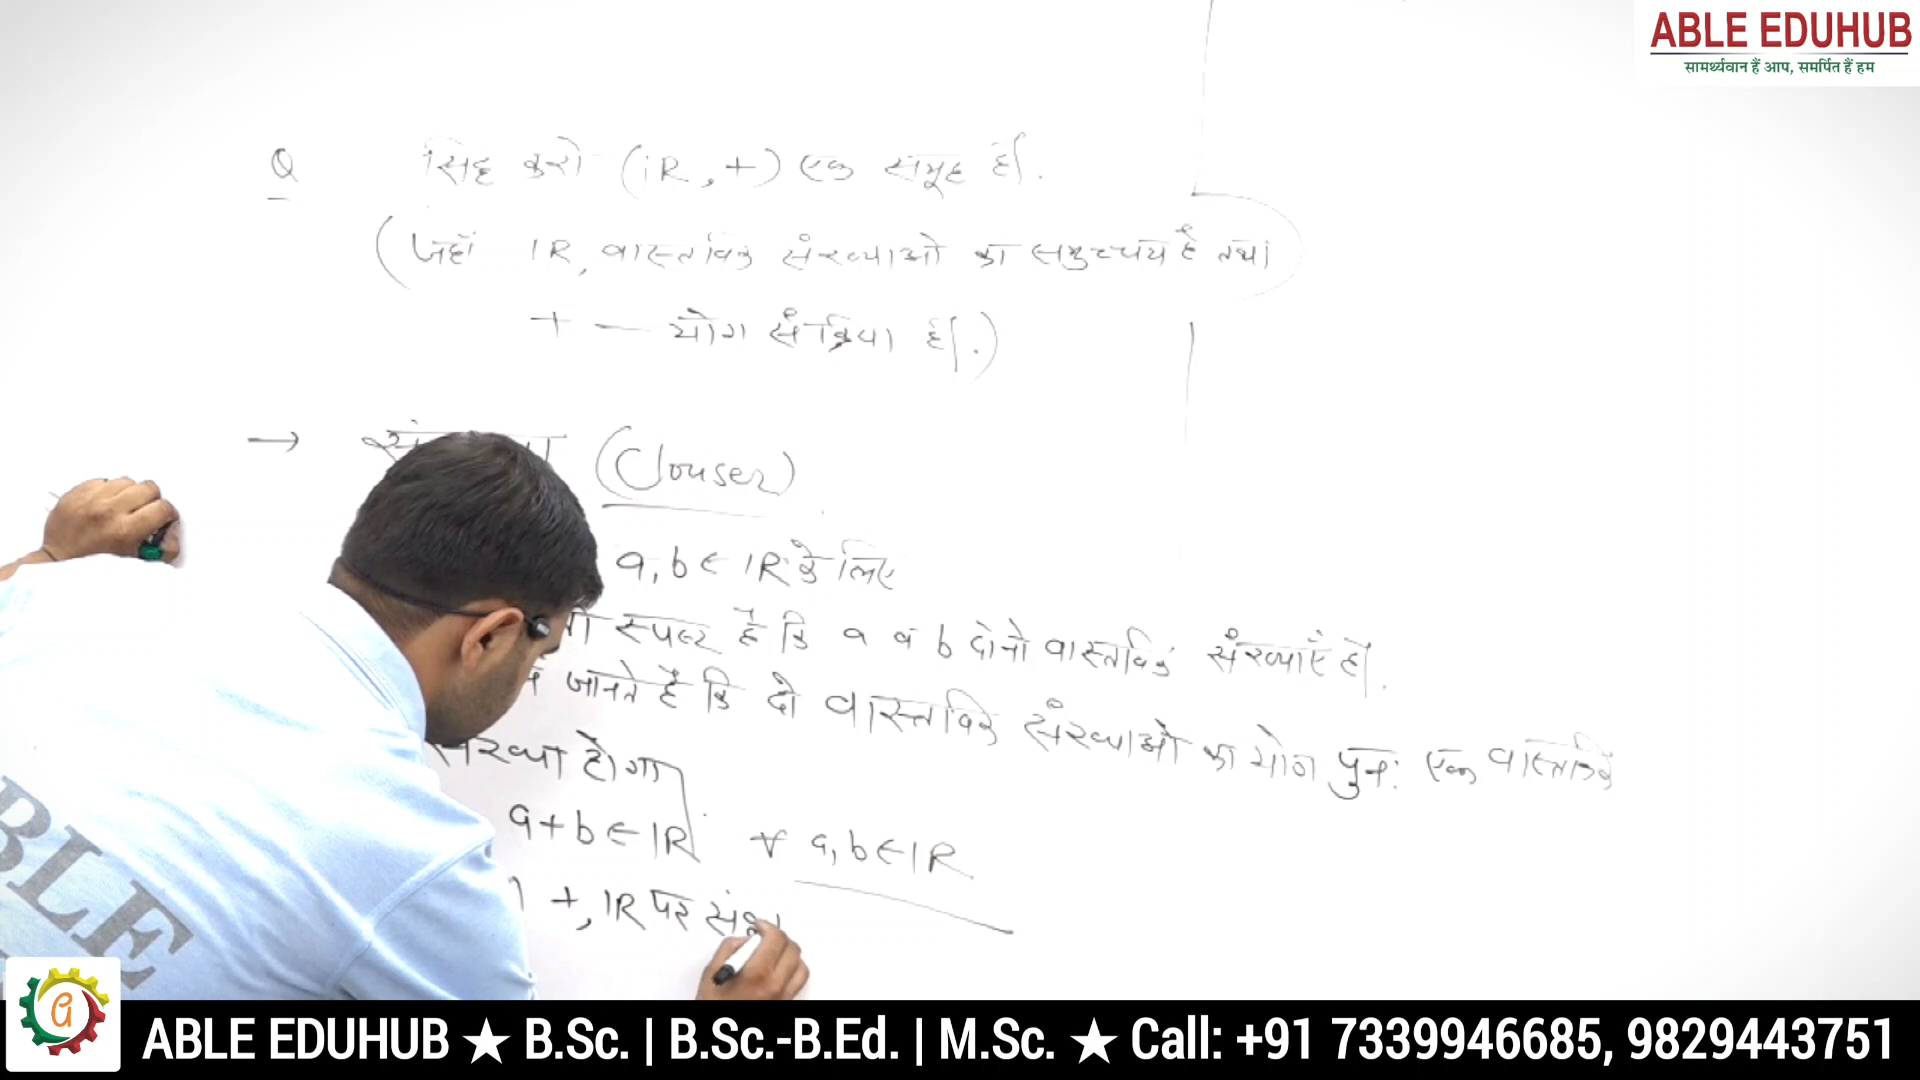 ABLE EDUHUB
सामर्थ्यवान हैं आप, समर्पित हैं हम
Q सिद्ध करो (IR, +) एक समूह है।.
(जहाँ IR, वास्तविक संख्याओं का समुच्चय है तथा
+ — योग संक्रिया है।.)
→ (Clouser)
a, b ∈ IR के लिए
स्पष्ट है कि a व b दोनो वास्तविक संख्याएँ है।.
जानते है कि दो वास्तविक संख्याओं का योग पुनः एक वास्तविक
संख्या होगा
a+b ∈ IR ∀ a, b ∈ IR
+, IR पर
BLE
ABLE EDUHUB ★ B.Sc. | B.Sc.-B.Ed. | M.Sc. ★ Call: +91 7339946685, 9829443751